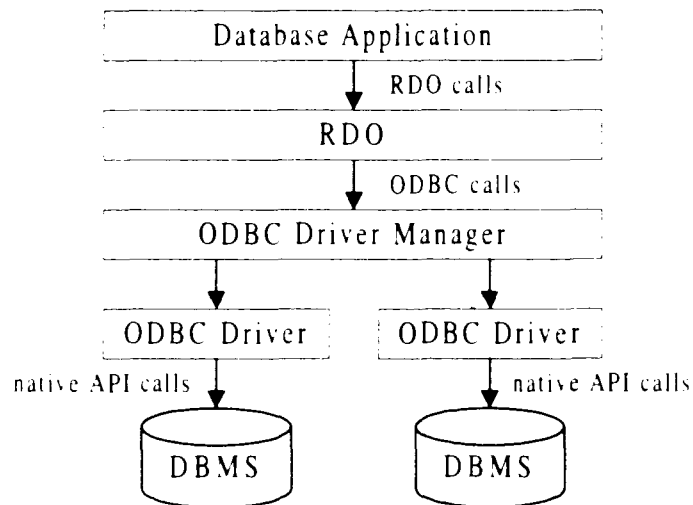 Database Application
RDO calls
RDO
ODBC calls
ODBC Driver Manager
ODBC Driver
ODBC Driver
native API calls
native API calls
DBMS
DBMS